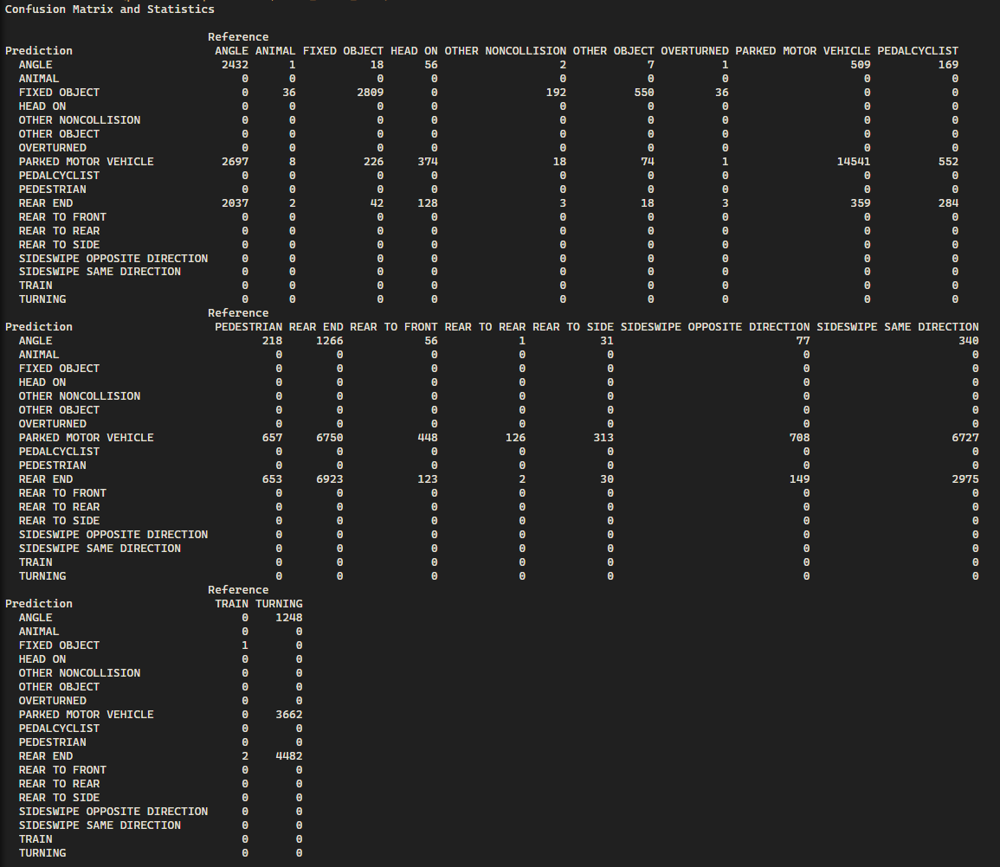 Confusion Matrix and Statistics
Reference
Prediction ANGLE ANIMAL FIXED OBJECT HEAD ON OTHER NONCOLLISION OTHER OBJECT OVERTURNED PARKED MOTOR VEHICLE PEDALCYCLIST
ANGLE 2432 1 18 56 2 7 1 509 169
ANIMAL 0 0 0 0 0 0 0 0 0
FIXED OBJECT 0 36 2809 0 192 550 36 0 0
HEAD ON 0 0 0 0 0 0 0 0 0
OTHER NONCOLLISION 0 0 0 0 0 0 0 0 0
OTHER OBJECT 0 0 0 0 0 0 0 0 0
OVERTURNED 0 0 0 0 0 0 0 0 0
PARKED MOTOR VEHICLE 2697 8 226 374 18 74 1 14541 552
PEDALCYCLIST 0 0 0 0 0 0 0 0 0
PEDESTRIAN 0 0 0 0 0 0 0 0 0
REAR END 2037 2 42 128 3 18 3 359 284
REAR TO FRONT 0 0 0 0 0 0 0 0 0
REAR TO REAR 0 0 0 0 0 0 0 0 0
REAR TO SIDE 0 0 0 0 0 0 0 0 0
SIDESWIPE OPPOSITE DIRECTION 0 0 0 0 0 0 0 0 0
SIDESWIPE SAME DIRECTION 0 0 0 0 0 0 0 0 0
TRAIN 0 0 0 0 0 0 0 0 0
TURNING 0 0 0 0 0 0 0 0 0
Reference
Prediction PEDESTRIAN REAR END REAR TO FRONT REAR TO REAR REAR TO SIDE SIDESWIPE OPPOSITE DIRECTION SIDESWIPE SAME DIRECTION
ANGLE 218 1266 56 1 31 77 340
ANIMAL 0 0 0 0 0 0 0
FIXED OBJECT 0 0 0 0 0 0 0
HEAD ON 0 0 0 0 0 0 0
OTHER NONCOLLISION 0 0 0 0 0 0 0
OTHER OBJECT 0 0 0 0 0 0 0
OVERTURNED 0 0 0 0 0 0 0
PARKED MOTOR VEHICLE 657 6750 448 126 313 708 6727
PEDALCYCLIST 0 0 0 0 0 0 0
PEDESTRIAN 0 0 0 0 0 0 0
REAR END 653 6923 123 2 30 149 2975
REAR TO FRONT 0 0 0 0 0 0 0
REAR TO REAR 0 0 0 0 0 0 0
REAR TO SIDE 0 0 0 0 0 0 0
SIDESWIPE OPPOSITE DIRECTION 0 0 0 0 0 0 0
SIDESWIPE SAME DIRECTION 0 0 0 0 0 0 0
TRAIN 0 0 0 0 0 0 0
TURNING 0 0 0 0 0 0 0
Reference
Prediction TRAIN TURNING
ANGLE 0 1248
ANIMAL 0 0
FIXED OBJECT 1 0
HEAD ON 0 0
OTHER NONCOLLISION 0 0
OTHER OBJECT 0 0
OVERTURNED 0 0
PARKED MOTOR VEHICLE 0 3662
PEDALCYCLIST 0 0
PEDESTRIAN 0 0
REAR END 2 4482
REAR TO FRONT 0 0
REAR TO REAR 0 0
REAR TO SIDE 0 0
SIDESWIPE OPPOSITE DIRECTION 0 0
SIDESWIPE SAME DIRECTION 0 0
TRAIN 0 0
TURNING 0 0